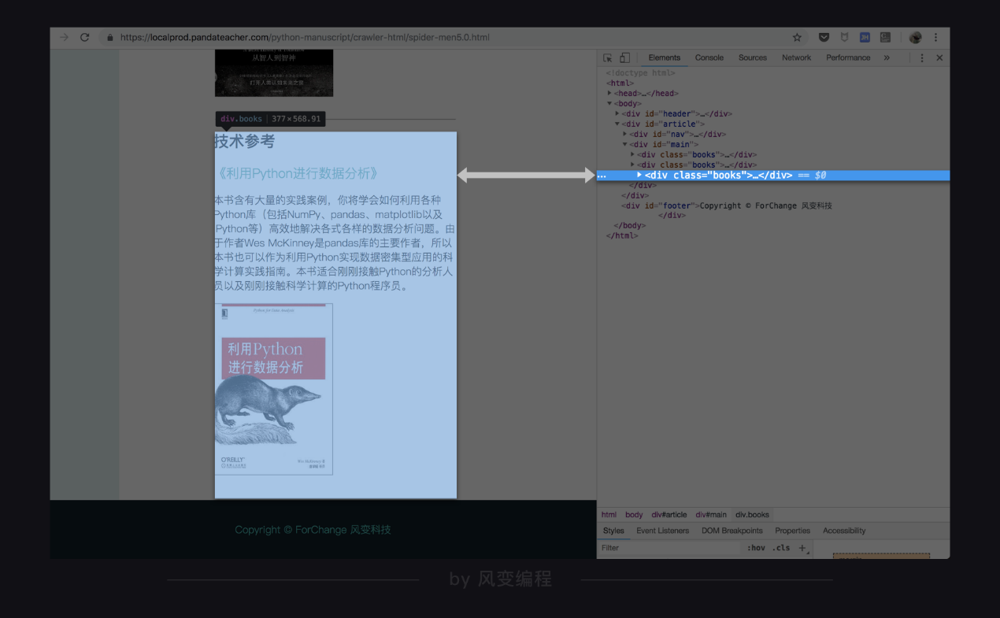 https://localprod.pandateacher.com/python-manuscript/crawler-html/spider-men5.0.html
从智人到智神
打开人类认知未来之窗
div.books | 377×568.91
技术参考
《利用Python进行数据分析》
本书含有大量的实践案例，你将学会如何利用各种
Python库（包括NumPy、pandas、matplotlib以及
IPython等）高效地解决各式各样的数据分析问题。由
于作者Wes McKinney是pandas库的主要作者，所以
本书也可以作为利用Python实现数据密集型应用的科
学计算实践指南。本书适合刚刚接触Python的分析人
员以及刚刚接触科学计算的Python程序员。
Python for Data Analysis
利用Python
进行数据分析
O'REILLY
Wes McKinney 著
Copyright © ForChange 风变科技
Elements Console Sources Network Performance »
<!doctype html>
<html>
<head>…</head>
<body>
<div id="header">…</div>
<div id="article">
<div id="nav">…</div>
<div id="main">
<div class="books">…</div>
<div class="books">…</div>
… <div class="books">…</div> == $0
</div>
</div>
<div id="footer">Copyright © ForChange 风变科技
</div>
</body>
</html>
html body div#article div#main div.books
Styles Event Listeners DOM Breakpoints Properties Accessibility
Filter :hov .cls +
by 风变编程